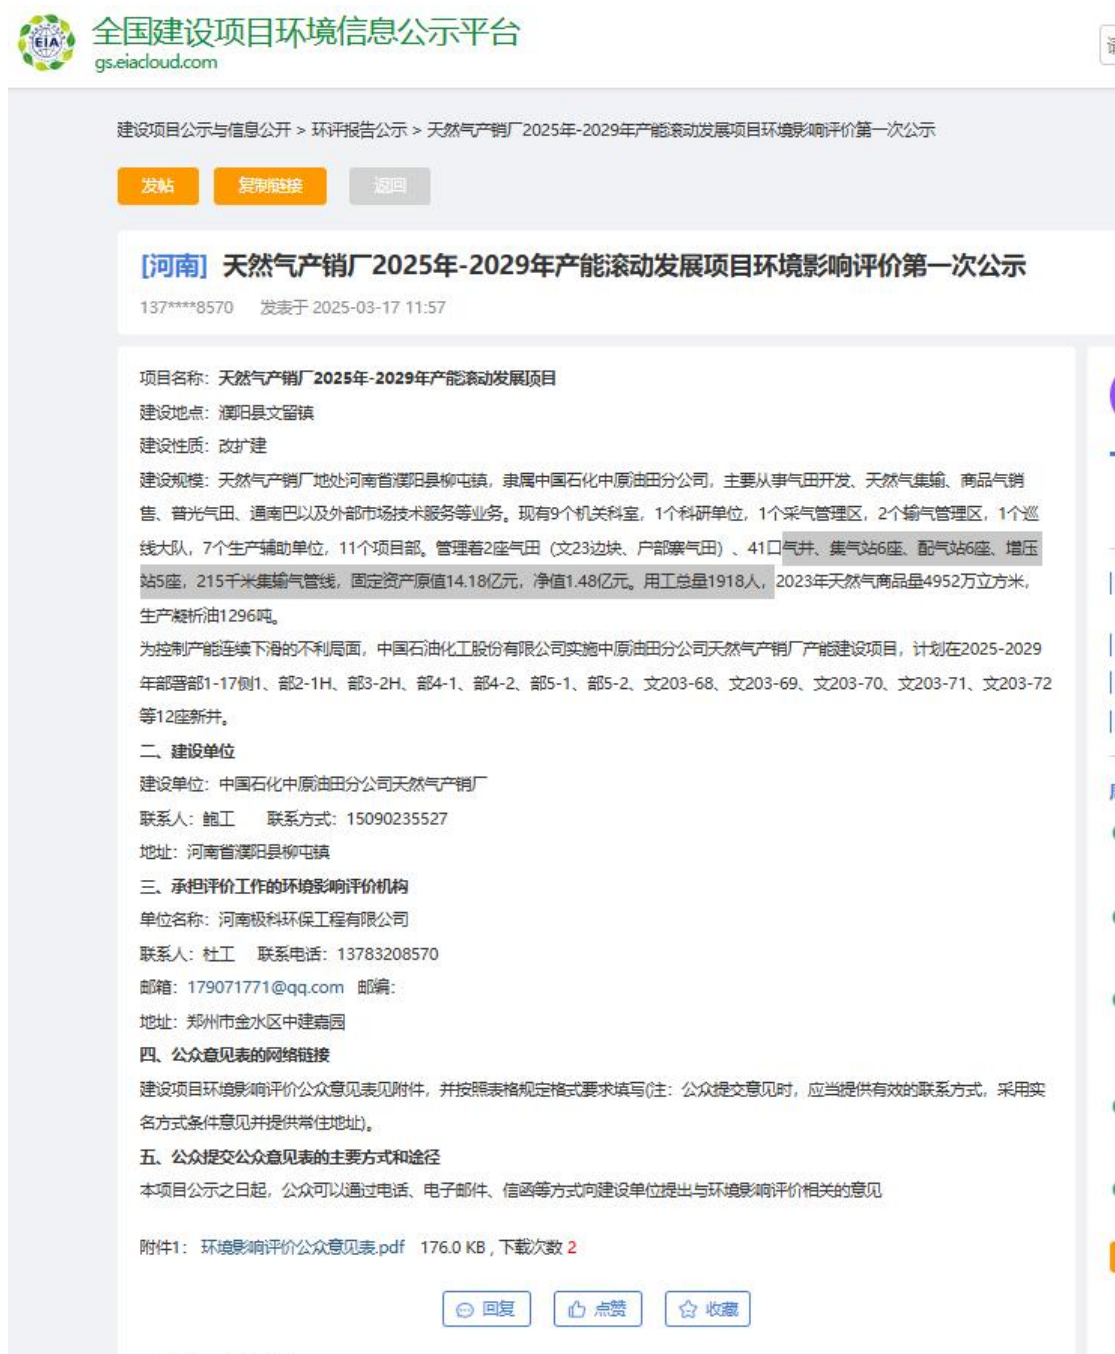 EIA
全国建设项目环境信息公示平台
gs.eiacloud.com
建设项目公示与信息公开 > 环评报告公示 > 天然气产销厂2025年-2029年产能滚动发展项目环境影响评价第一次公示
发帖 复制链接 返回
[河南] 天然气产销厂2025年-2029年产能滚动发展项目环境影响评价第一次公示
137****8570 发表于 2025-03-17 11:57
项目名称：天然气产销厂2025年-2029年产能滚动发展项目
建设地点：濮阳县文留镇
建设性质：改扩建
建设规模：天然气产销厂地处河南省濮阳县柳屯镇，隶属中国石化中原油田分公司，主要从事气田开发、天然气集输、商品气销
售、普光气田、通南巴以及外部市场技术服务等业务。现有9个机关科室，1个科研单位，1个采气管理区，2个输气管理区，1个巡
线大队，7个生产辅助单位，11个项目部。管理着2座气田（文23边块、户部寨气田）、41口气井、集气站6座、配气站6座、增压
站5座，215千米集输气管线，固定资产原值14.18亿元，净值1.48亿元。用工总量1918人，2023年天然气商品量4952万立方米，
生产凝析油1296吨。
为控制产能连续下滑的不利局面，中国石油化工股份有限公司实施中原油田分公司天然气产销厂产能建设项目，计划在2025-2029
年部署部1-17侧1、部2-1H、部3-2H、部4-1、部4-2、部5-1、部5-2、文203-68、文203-69、文203-70、文203-71、文203-72
等12座新井。
二、建设单位
建设单位：中国石化中原油田分公司天然气产销厂
联系人：鲍工 联系方式：15090235527
地址：河南省濮阳县柳屯镇
三、承担评价工作的环境影响评价机构
单位名称：河南极科环保工程有限公司
联系人：杜工 联系电话：13783208570
邮箱：179071771@qq.com 邮编：
地址：郑州市金水区中建嘉园
四、公众意见表的网络链接
建设项目环境影响评价公众意见表见附件，并按照表格规定格式要求填写(注：公众提交意见时，应当提供有效的联系方式，采用实
名方式条件意见并提供常住地址)。
五、公众提交公众意见表的主要方式和途径
本项目公示之日起，公众可以通过电话、电子邮件、信函等方式向建设单位提出与环境影响评价相关的意见
附件1： 环境影响评价公众意见表.pdf 176.0 KB , 下载次数 2
回复 点赞 收藏